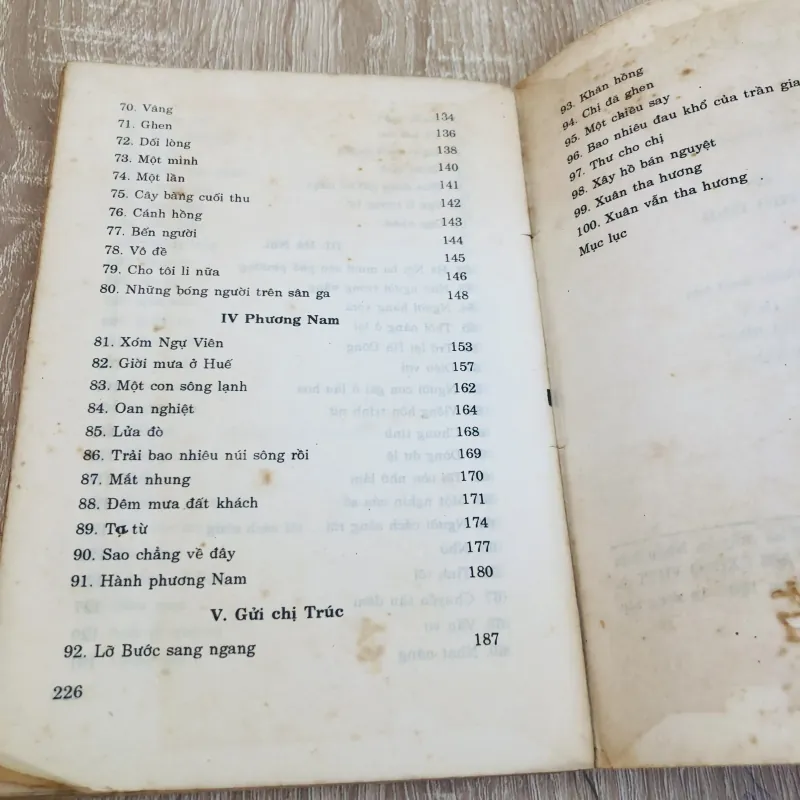 70. Vâng 134
71. Ghen 136
72. Dối lòng 138
73. Một mình 140
74. Một lần 141
75. Cây bàng cuối thu 142
76. Cánh hồng 143
77. Bến người 144
78. Vô đề 145
79. Cho tôi li nữa 146
80. Những bóng người trên sân ga 148
IV Phương Nam
81. Xóm Ngự Viên 153
82. Giời mưa ở Huế 157
83. Một con sông lạnh 162
84. Oan nghiệt 164
85. Lửa đò 168
86. Trải bao nhiêu núi sông rồi 169
87. Mắt nhung 170
88. Đêm mưa đất khách 171
89. Tạ từ 174
90. Sao chẳng về đây 177
91. Hành phương Nam 180
V. Gửi chị Trúc
92. Lỡ Bước sang ngang 187
226
93. Khăn hồng
94. Chị đã ghen
95. Một chiều say
96. Bao nhiêu đau khổ của trần gia
97. Thư cho chị
98. Xây hồ bán nguyệt
99. Xuân tha hương
100. Xuân vẫn tha hương
Mục lục